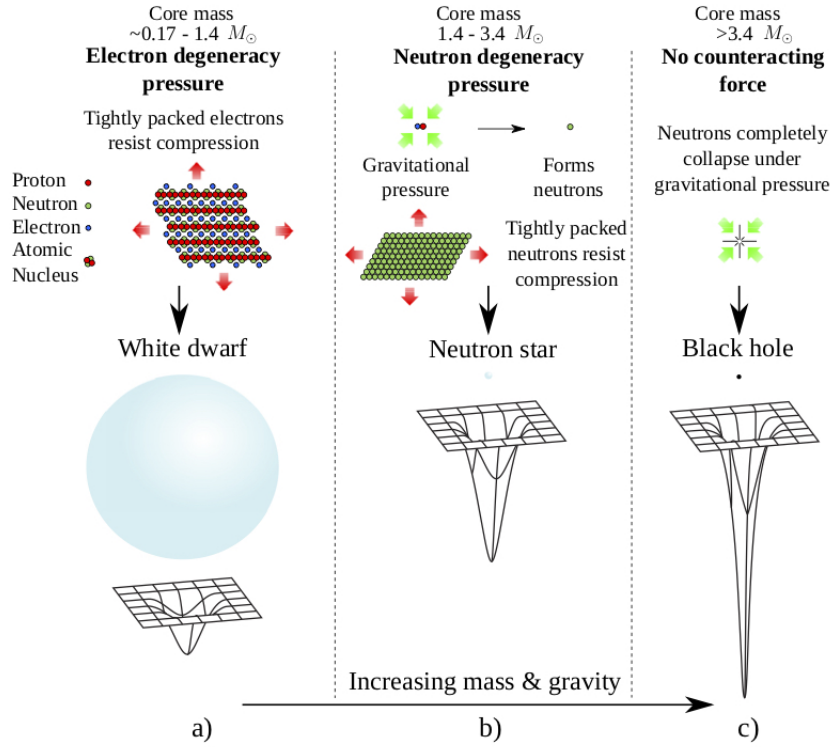 Core mass
~0.17 - 1.4 M☉
Electron degeneracy
pressure
Tightly packed electrons
resist compression
Proton
Neutron
Electron
Atomic
Nucleus
White dwarf
a)
Core mass
1.4 - 3.4 M☉
Neutron degeneracy
pressure
Gravitational
pressure
Forms
neutrons
Tightly packed
neutrons resist
compression
Neutron star
b)
Core mass
>3.4 M☉
No counteracting
force
Neutrons completely
collapse under
gravitational pressure
Black hole
Increasing mass & gravity
c)